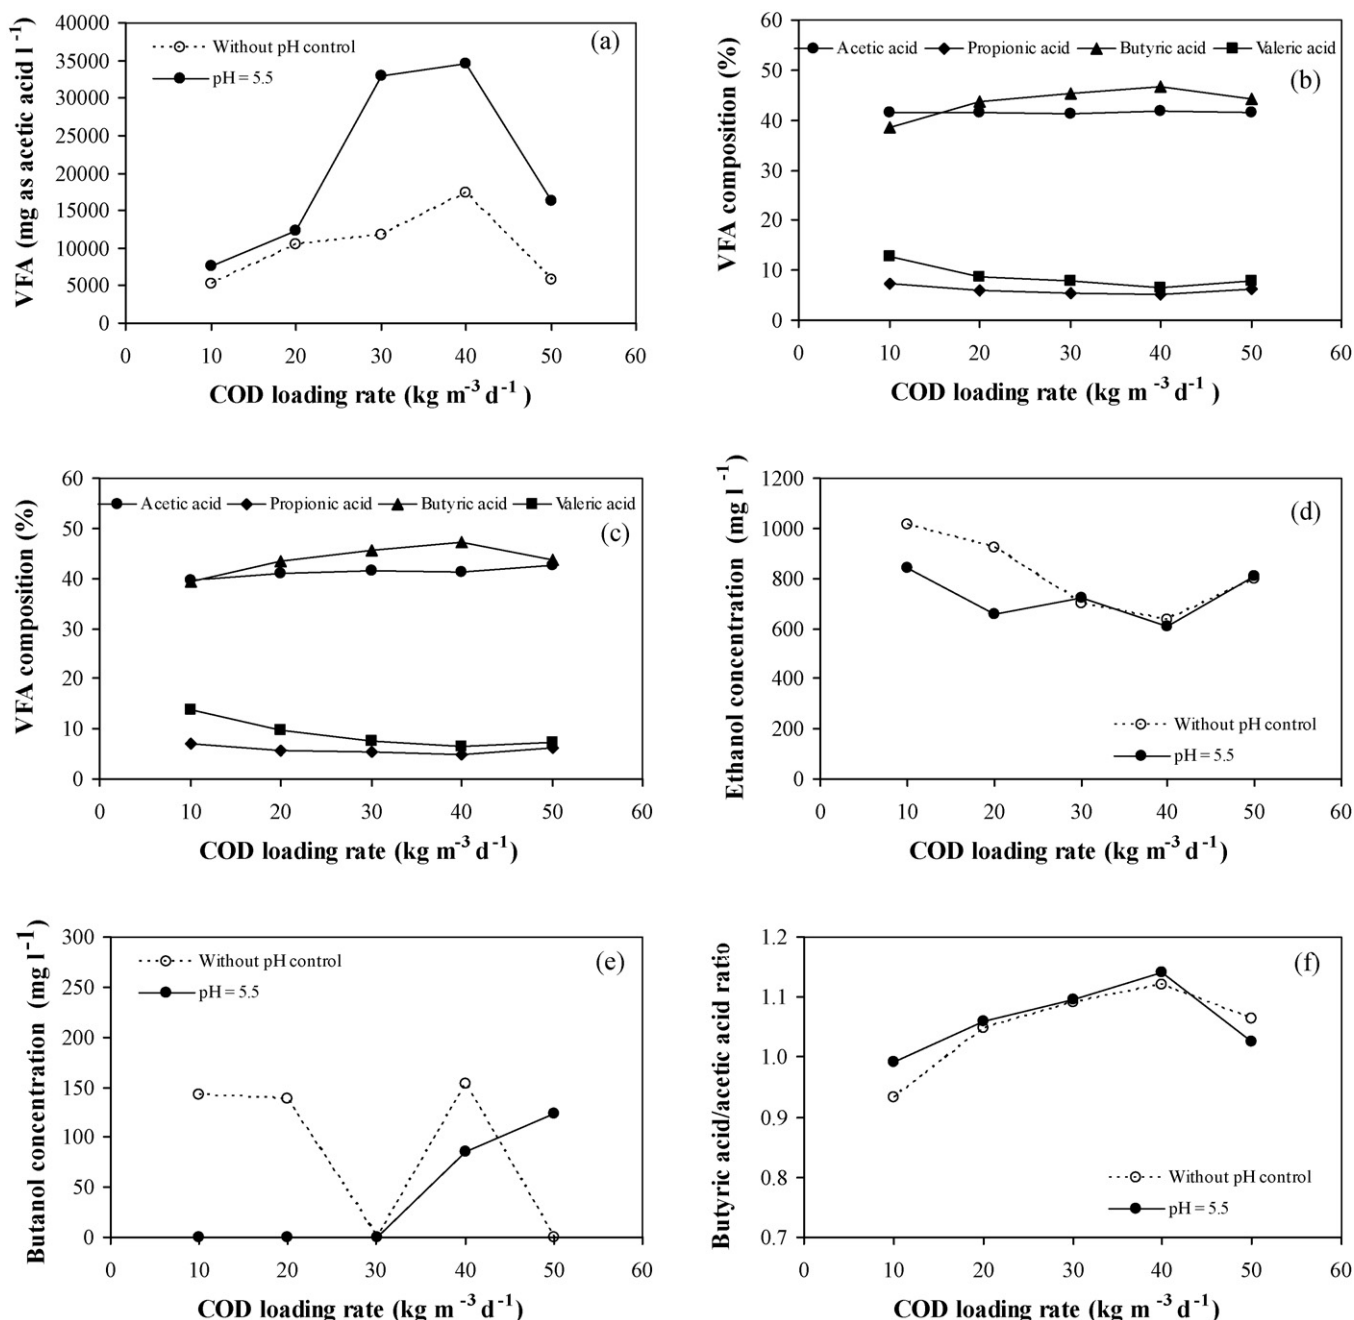 (a)
Without pH control
pH = 5.5
VFA (mg as acetic acid l⁻¹)
40000
35000
30000
25000
20000
15000
10000
5000
0
0 10 20 30 40 50 60
COD loading rate (kg m⁻³ d⁻¹ )
(b)
Acetic acid Propionic acid Butyric acid Valeric acid
VFA composition (%)
60
50
40
30
20
10
0
0 10 20 30 40 50 60
COD loading rate (kg m⁻³ d⁻¹ )
(c)
Acetic acid Propionic acid Butyric acid Valeric acid
VFA composition (%)
60
50
40
30
20
10
0
0 10 20 30 40 50 60
COD loading rate (kg m⁻³ d⁻¹)
(d)
Ethanol concentration (mg l⁻¹)
1200
1000
800
600
400
200
0
Without pH control
pH = 5.5
0 10 20 30 40 50 60
COD loading rate (kg m⁻³ d⁻¹)
(e)
Without pH control
pH = 5.5
Butanol concentration (mg l⁻¹)
300
250
200
150
100
50
0
0 10 20 30 40 50 60
COD loading rate (kg m⁻³ d⁻¹)
(f)
Butyric acid/acetic acid ratio
1.2
1.1
1.0
0.9
0.8
0.7
Without pH control
pH = 5.5
0 10 20 30 40 50 60
COD loading rate (kg m⁻³ d⁻¹)